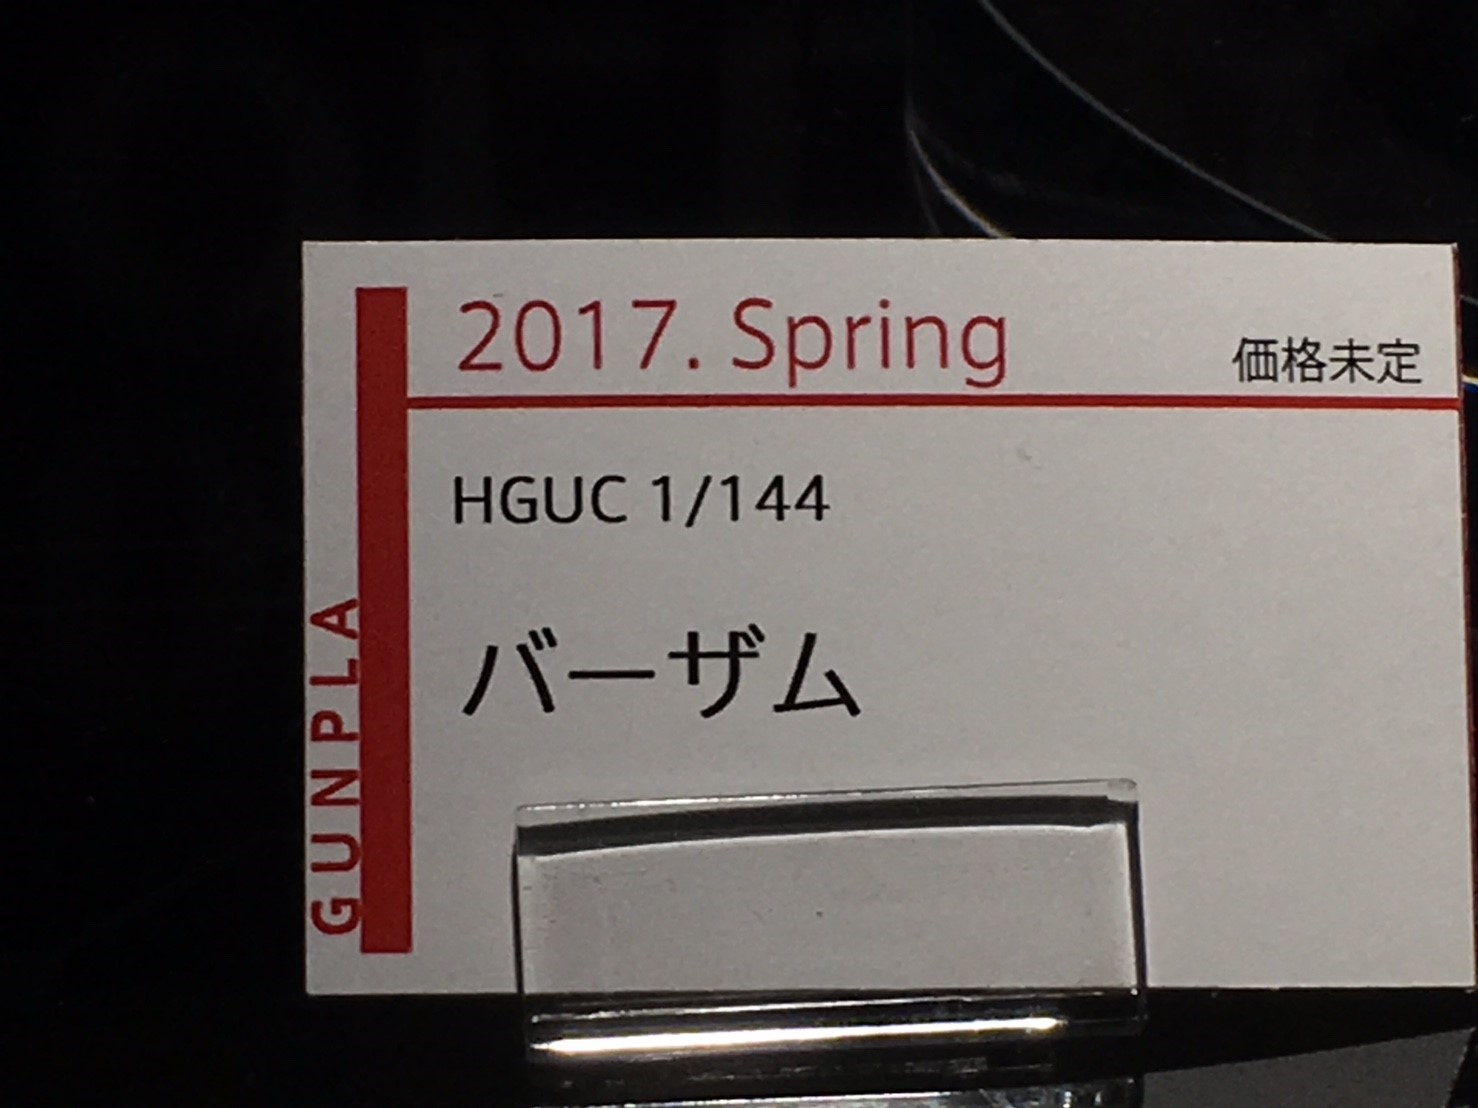 2017. Spring
価格未定
HGUC 1/144
バーザム
GUNPLA